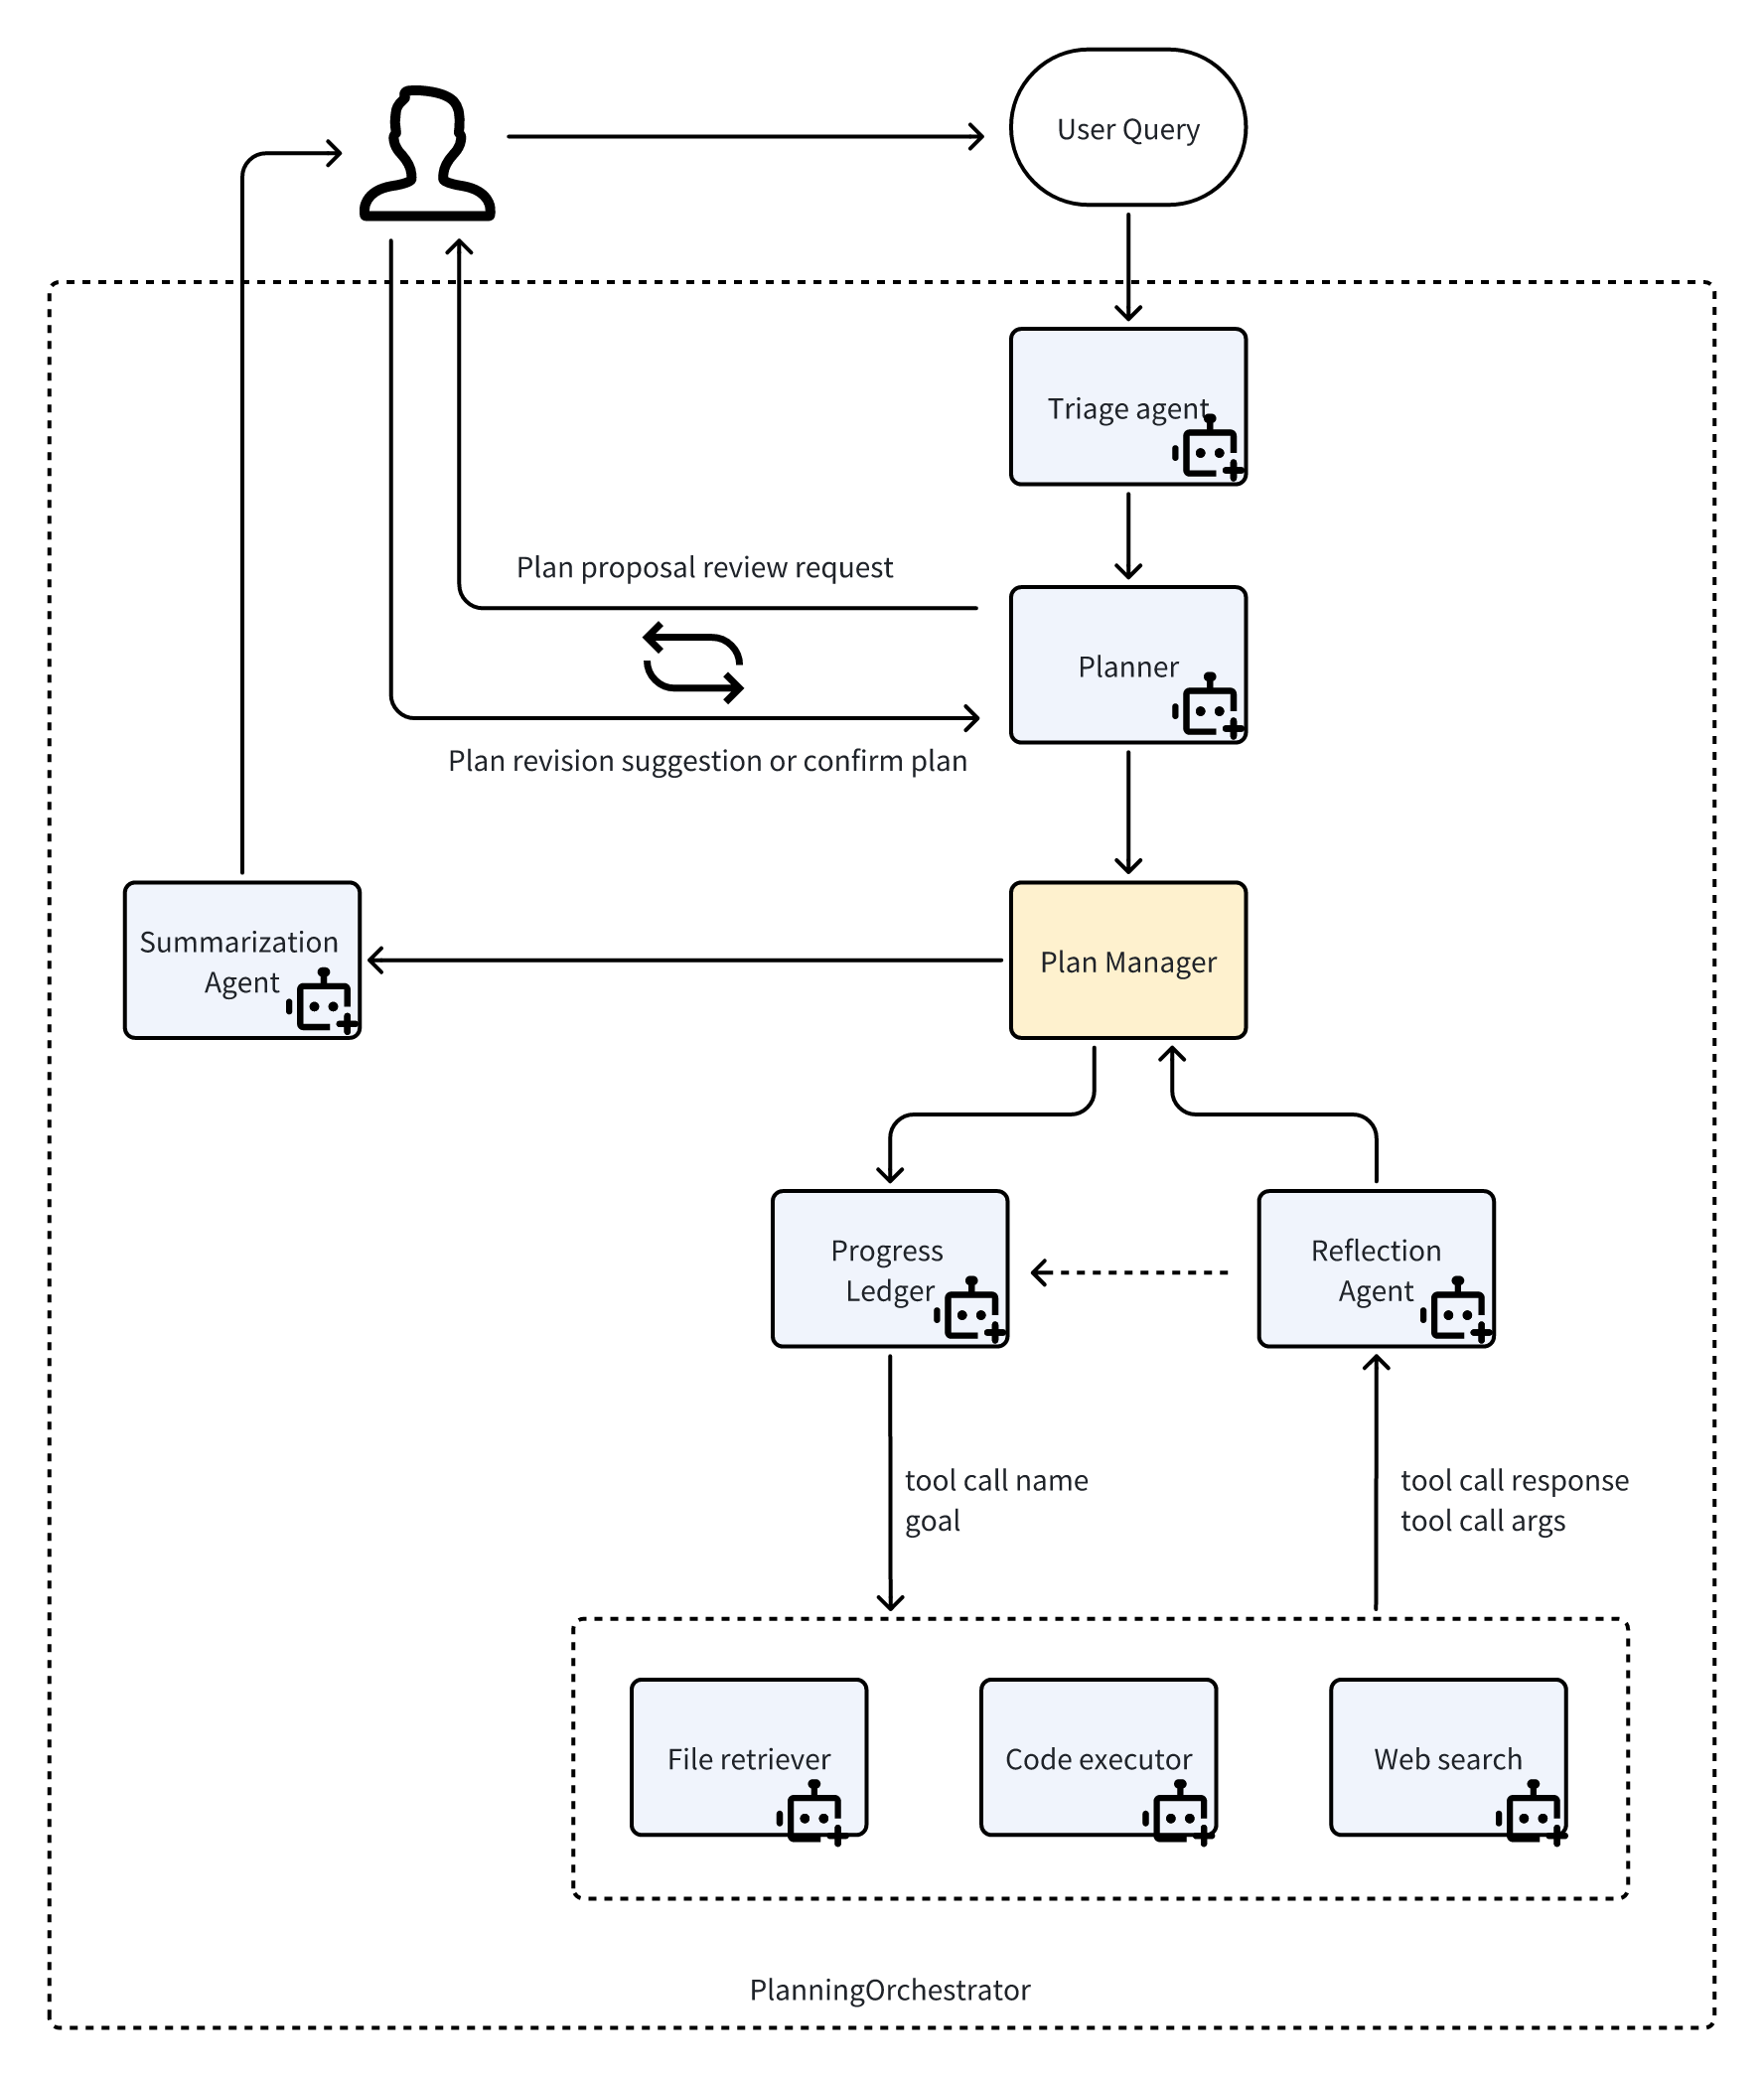 User Query
Triage agent
Plan proposal review request
Planner
Plan revision suggestion or confirm plan
Summarization
Agent
Plan Manager
Progress
Ledger
Reflection
Agent
tool call name
goal
tool call response
tool call args
File retriever
Code executor
Web search
PlanningOrchestrator